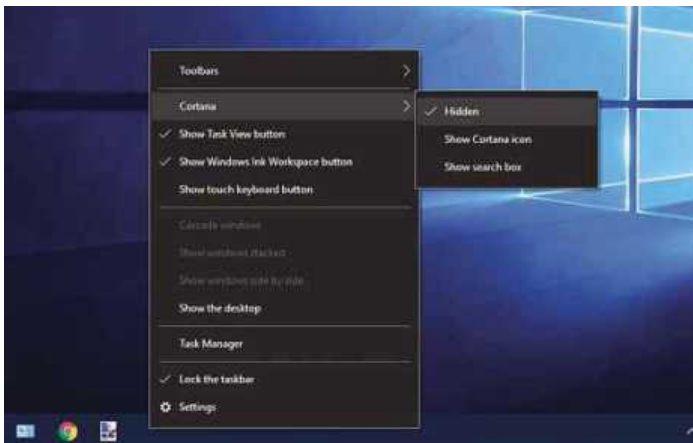 Toolbars
Cortana
Hidden
Show Cortana icon
Show search box
Show Task View button
Show Windows Ink Workspace button
Show touch keyboard button
Cascade windows
Show windows stacked
Show windows side by side
Show the desktop
Task Manager
Lock the taskbar
Settings